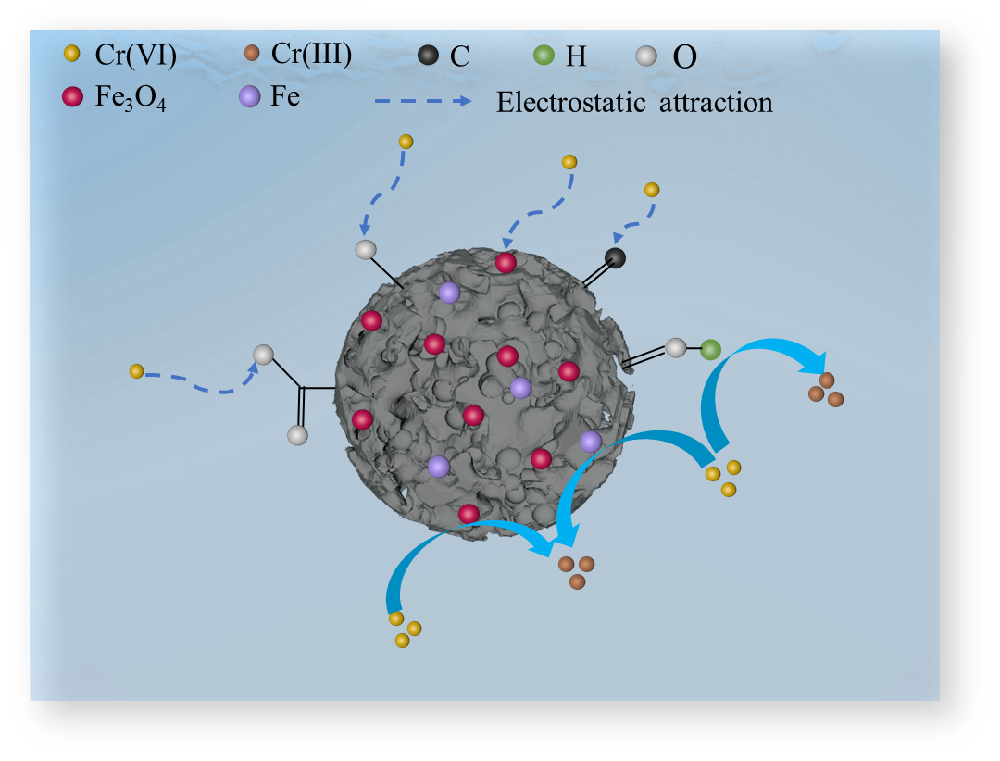 Cr(VI) Cr(III) C H O
Fe₃O₄ Fe Electrostatic attraction